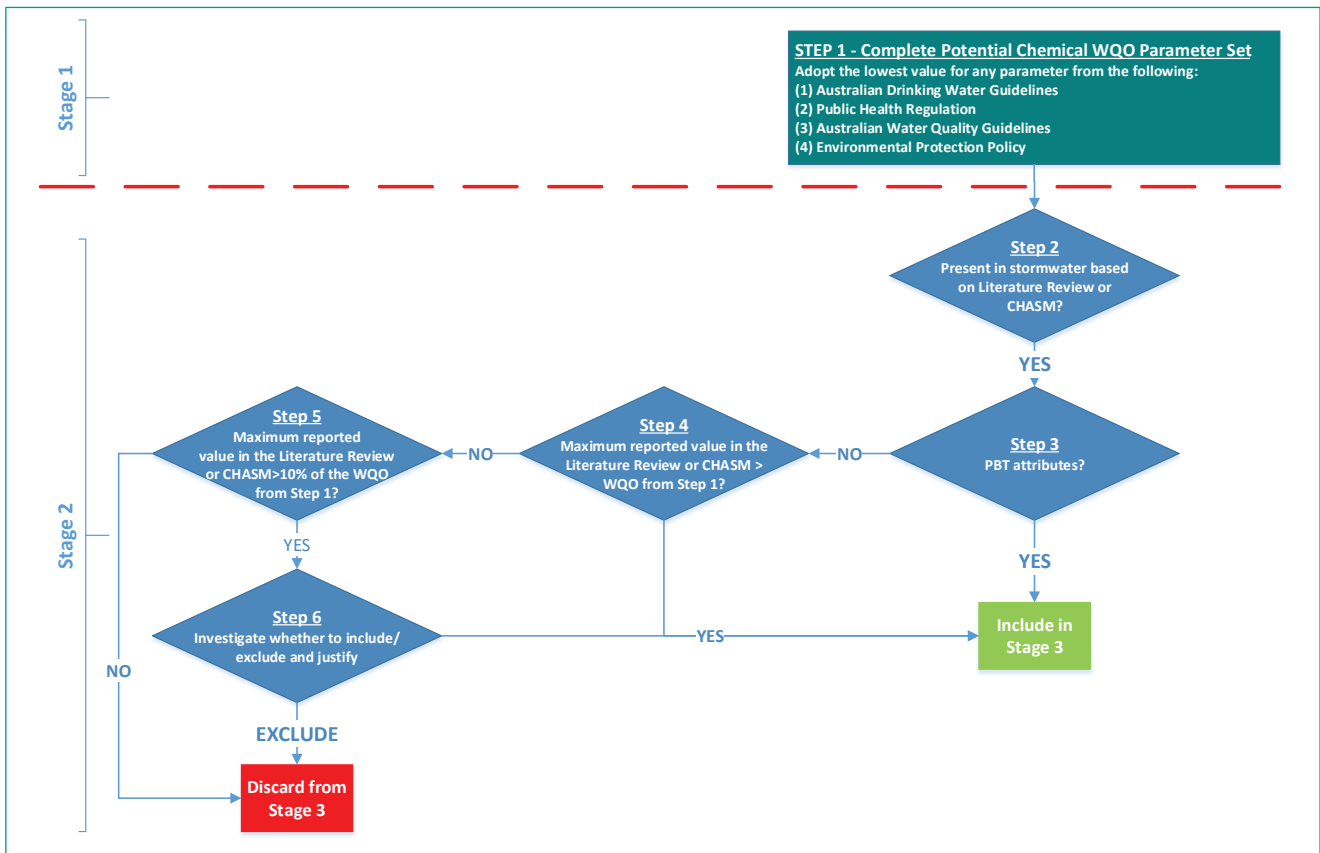 Stage 1
STEP 1 - Complete Potential Chemical WQO Parameter Set
Adopt the lowest value for any parameter from the following:
(1) Australian Drinking Water Guidelines
(2) Public Health Regulation
(3) Australian Water Quality Guidelines
(4) Environmental Protection Policy
Stage 2
Step 2
Present in stormwater based
on Literature Review or
CHASM?
YES
Step 3
PBT attributes?
NO
YES
Step 4
Maximum reported value in the
Literature Review or CHASM >
WQO from Step 1?
NO
Step 5
Maximum reported
value in the Literature Review
or CHASM>10% of the WQO
from Step 1?
YES
NO
Step 6
Investigate whether to include/
exclude and justify
YES
Include in
Stage 3
EXCLUDE
Discard from
Stage 3